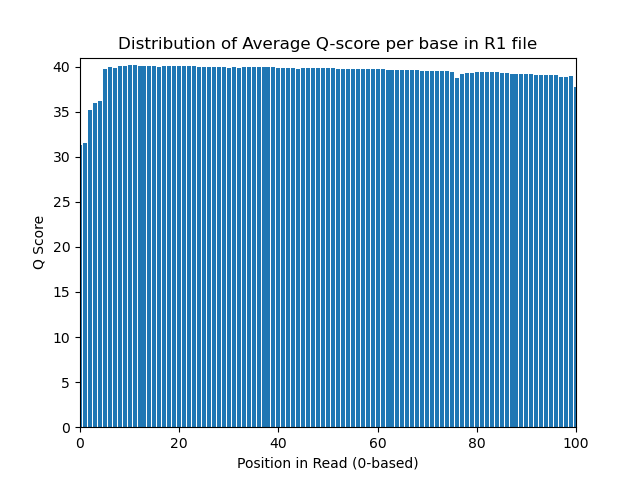 Distribution of Average Q-score per base in R1 file
40
35
30
25
20
15
10
5
0
Q Score
0 20 40 60 80 100
Position in Read (0-based)